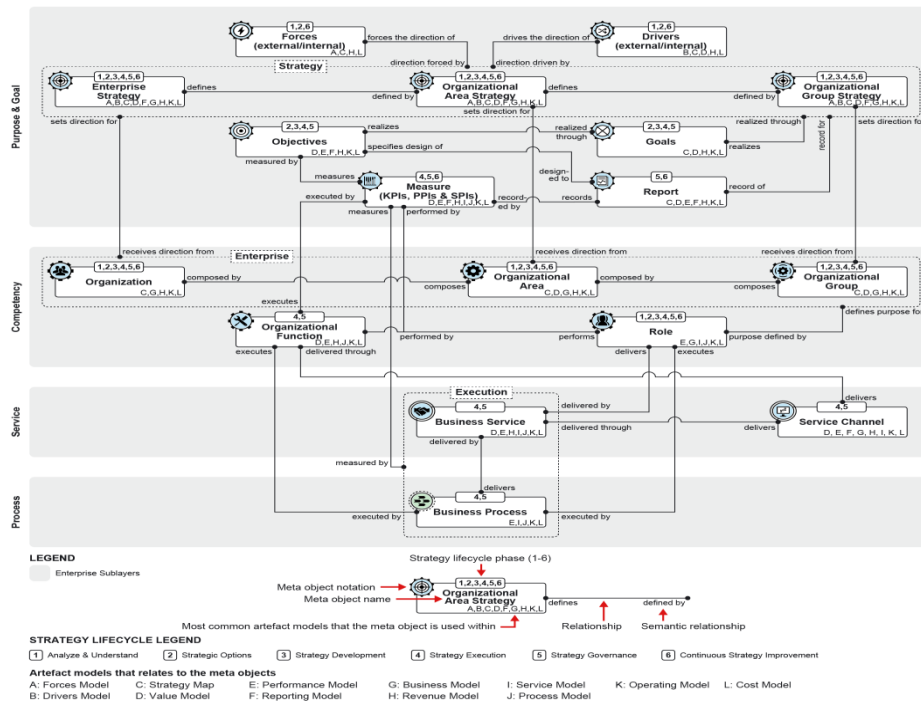 1,2,6
Forces
(external/internal)
A,C,H,L
forces the direction of
drives the direction of
1,2,6
Drivers
(external/internal)
B,C,D,H,L
Strategy
direction forced by
direction driven by
1,2,3,4,5,6
Enterprise
Strategy
A,B,C,D,F,G,H,K,L
defines
defined by
1,2,3,4,5,6
Organizational
Area Strategy
A,B,C,D,F,G,H,K,L
defines
defined by
1,2,3,4,5,6
Organizational
Group Strategy
A,B,C,D,F,G,H,K,L
sets direction for
sets direction for
sets direction for
Purpose & Goal
2,3,4,5
Objectives
D,E,F,H,K,L
realizes
specifies design of
realized
through
2,3,4,5
Goals
C,D,H,K,L
realized through
realizes
record for
measured by
measures
design-
ed to
4,5,6
Measure
(KPIs, PPIs & SPIs)
D,E,F,H,I,J,K,L
executed by
measures
performed by
record-
ed by
records
5,6
Report
C,D,E,F,H,K,L
record of
receives direction from
receives direction from
receives direction from
Enterprise
1,2,3,4,5,6
Organization
C,G,H,K,L
composed by
composes
1,2,3,4,5,6
Organizational
Area
C,D,G,H,K,L
composed by
composes
1,2,3,4,5,6
Organizational
Group
C,D,G,H,K,L
Competency
executes
4,5
Organizational
Function
D,E,H,J,K,L
executes
delivered through
performed by
performs
1,2,3,4,5,6
Role
E,G,I,J,K,L
delivers
executes
purpose defined by
defines purpose for
Service
Execution
4,5
Business Service
D,E,H,I,J,K,L
delivered by
delivered by
delivered through
delivers
delivers
4,5
Service Channel
D, E, F, G, H, I, K, L
measured by
Process
delivers
4,5
Business Process
E,I,J,K,L
executed by
executed by
LEGEND
Enterprise Sublayers
Strategy lifecycle phase (1-6)
Meta object notation
Meta object name
1,2,3,4,5,6
Organizational
Area Strategy
A,B,C,D,F,G,H,K,L
defines
defined by
Most common artefact models that the meta object is used within
Relationship
Semantic relationship
STRATEGY LIFECYCLE LEGEND
1 Analyze & Understand
2 Strategic Options
3 Strategy Development
4 Strategy Execution
5 Strategy Governance
6 Continuous Strategy Improvement
Artefact models that relates to the meta objects
A: Forces Model C: Strategy Map E: Performance Model G: Business Model I: Service Model K: Operating Model L: Cost Model
B: Drivers Model D: Value Model F: Reporting Model H: Revenue Model J: Process Model